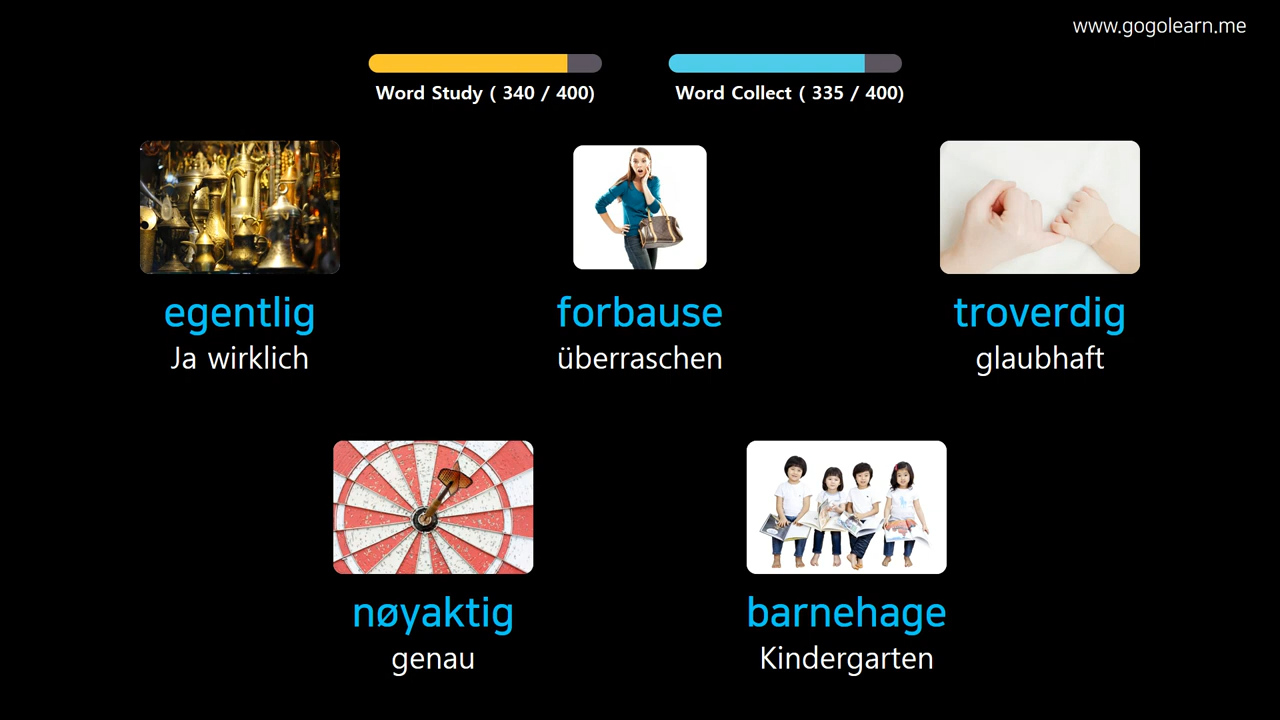 www.gogolearn.me
Word Study ( 340 / 400)
Word Collect ( 335 / 400)
egentlig
Ja wirklich
forbause
überraschen
troverdig
glaubhaft
nøyaktig
genau
barnehage
Kindergarten